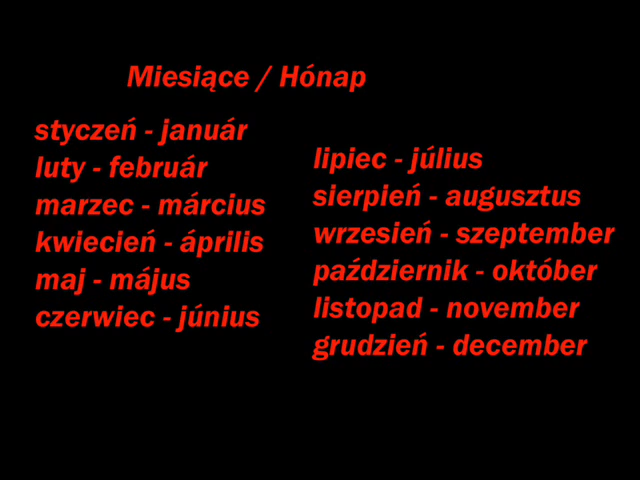 Miesiące / Hónap
styczeń - január
luty - február
marzec - március
kwiecień - április
maj - május
czerwiec - június
lipiec - július
sierpień - augusztus
wrzesień - szeptember
październik - október
listopad - november
grudzień - december